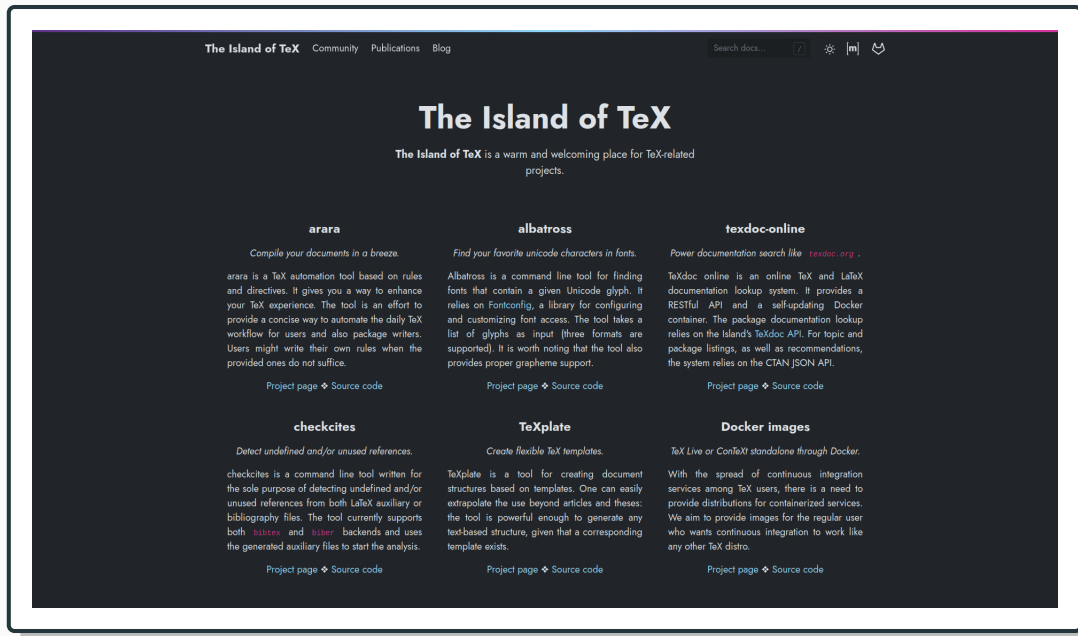 The Island of TeX Community Publications Blog Search docs... /
The Island of TeX
The Island of TeX is a warm and welcoming place for TeX-related
projects.
arara
Compile your documents in a breeze.
arara is a TeX automation tool based on rules
and directives. It gives you a way to enhance
your TeX experience. The tool is an effort to
provide a concise way to automate the daily TeX
workflow for users and also package writers.
Users might write their own rules when the
provided ones do not suffice.
Project page ❖ Source code
albatross
Find your favorite unicode characters in fonts.
Albatross is a command line tool for finding
fonts that contain a given Unicode glyph. It
relies on Fontconfig, a library for configuring
and customizing font access. The tool takes a
list of glyphs as input (three formats are
supported). It is worth noting that the tool also
provides proper grapheme support.
Project page ❖ Source code
texdoc-online
Power documentation search like texdoc.org .
TeXdoc online is an online TeX and LaTeX
documentation lookup system. It provides a
RESTful API and a self-updating Docker
container. The package documentation lookup
relies on the Island's TeXdoc API. For topic and
package listings, as well as recommendations,
the system relies on the CTAN JSON API.
Project page ❖ Source code
checkcites
Detect undefined and/or unused references.
checkcites is a command line tool written for
the sole purpose of detecting undefined and/or
unused references from both LaTeX auxiliary or
bibliography files. The tool currently supports
both bibtex and biber backends and uses
the generated auxiliary files to start the analysis.
Project page ❖ Source code
TeXplate
Create flexible TeX templates.
TeXplate is a tool for creating document
structures based on templates. One can easily
extrapolate the use beyond articles and theses:
the tool is powerful enough to generate any
text-based structure, given that a corresponding
template exists.
Project page ❖ Source code
Docker images
TeX Live or ConTeXt standalone through Docker.
With the spread of continuous integration
services among TeX users, there is a need to
provide distributions for containerized services.
We aim to provide images for the regular user
who wants continuous integration to work like
any other TeX distro.
Project page ❖ Source code